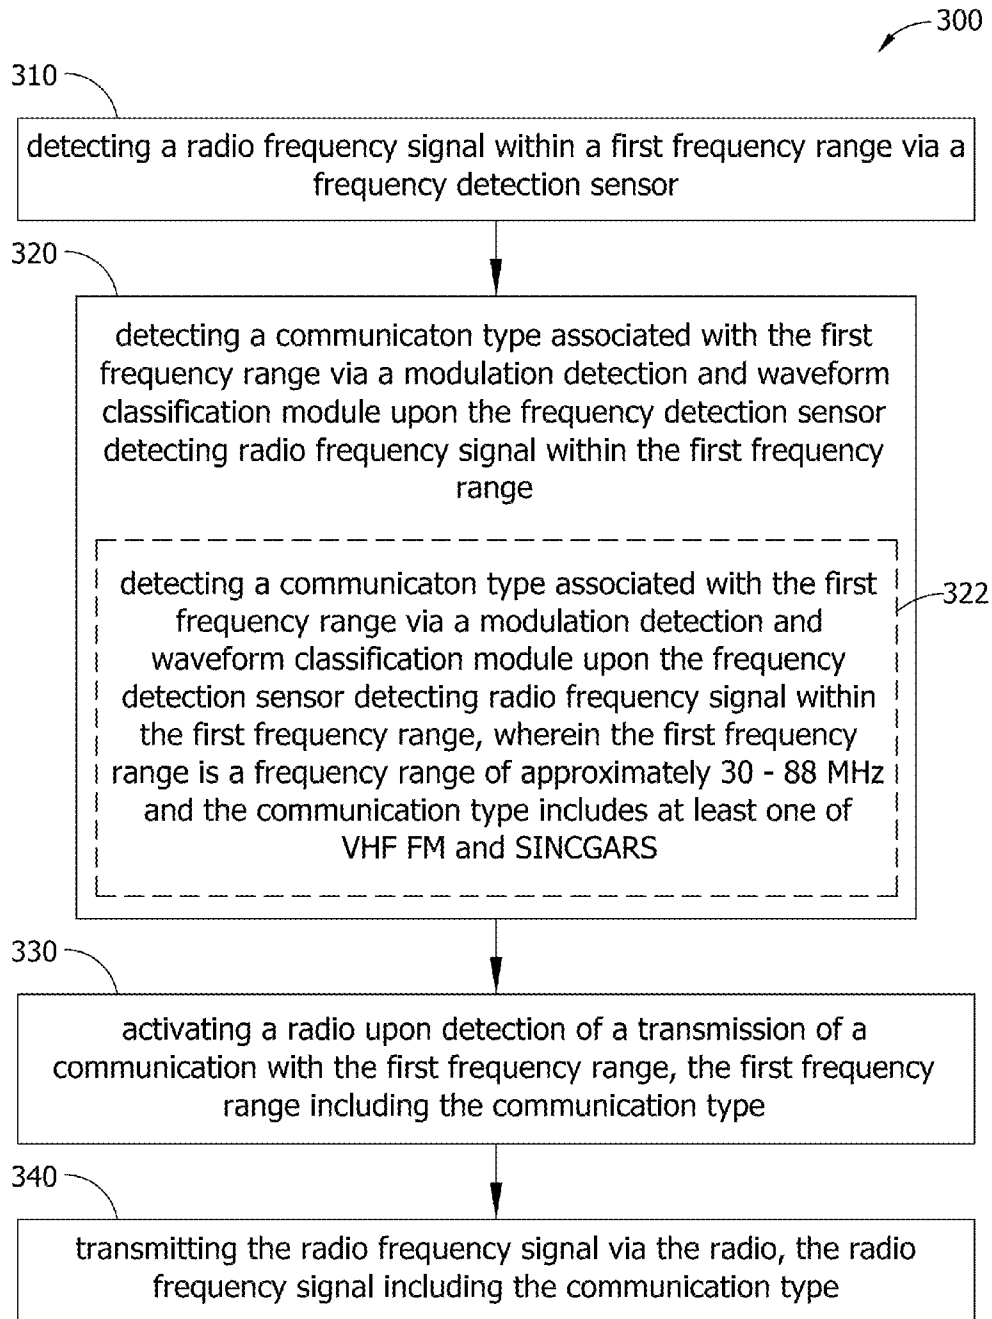 300
310
detecting a radio frequency signal within a first frequency range via a
frequency detection sensor
320
detecting a communicaton type associated with the first
frequency range via a modulation detection and waveform
classification module upon the frequency detection sensor
detecting radio frequency signal within the first frequency
range
322
detecting a communicaton type associated with the first
frequency range via a modulation detection and
waveform classification module upon the frequency
detection sensor detecting radio frequency signal within
the first frequency range, wherein the first frequency
range is a frequency range of approximately 30 - 88 MHz
and the communication type includes at least one of
VHF FM and SINCGARS
330
activating a radio upon detection of a transmission of a
communication with the first frequency range, the first frequency
range including the communication type
340
transmitting the radio frequency signal via the radio, the radio
frequency signal including the communication type